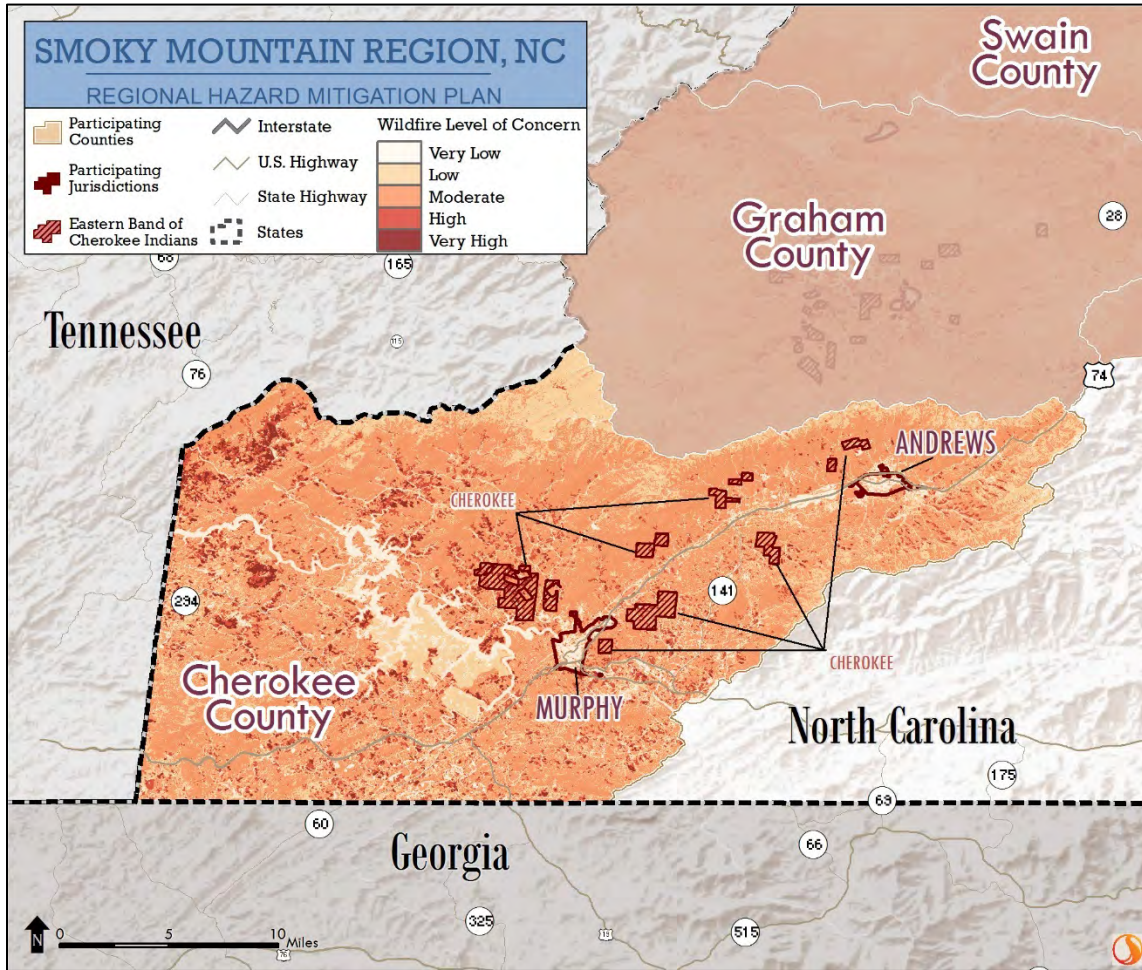 SMOKY MOUNTAIN REGION, NC
REGIONAL HAZARD MITIGATION PLAN
Participating
Counties
Participating
Jurisdictions
Eastern Band of
Cherokee Indians
Interstate
U.S. Highway
State Highway
States
Wildfire Level of Concern
Very Low
Low
Moderate
High
Very High
Swain
County
Graham
County
28
68
165
Tennessee
115
76
74
ANDREWS
CHEROKEE
141
294
CHEROKEE
Cherokee
County
MURPHY
North Carolina
175
69
60
Georgia
66
325
19
515
76
N
0
5
10
Miles